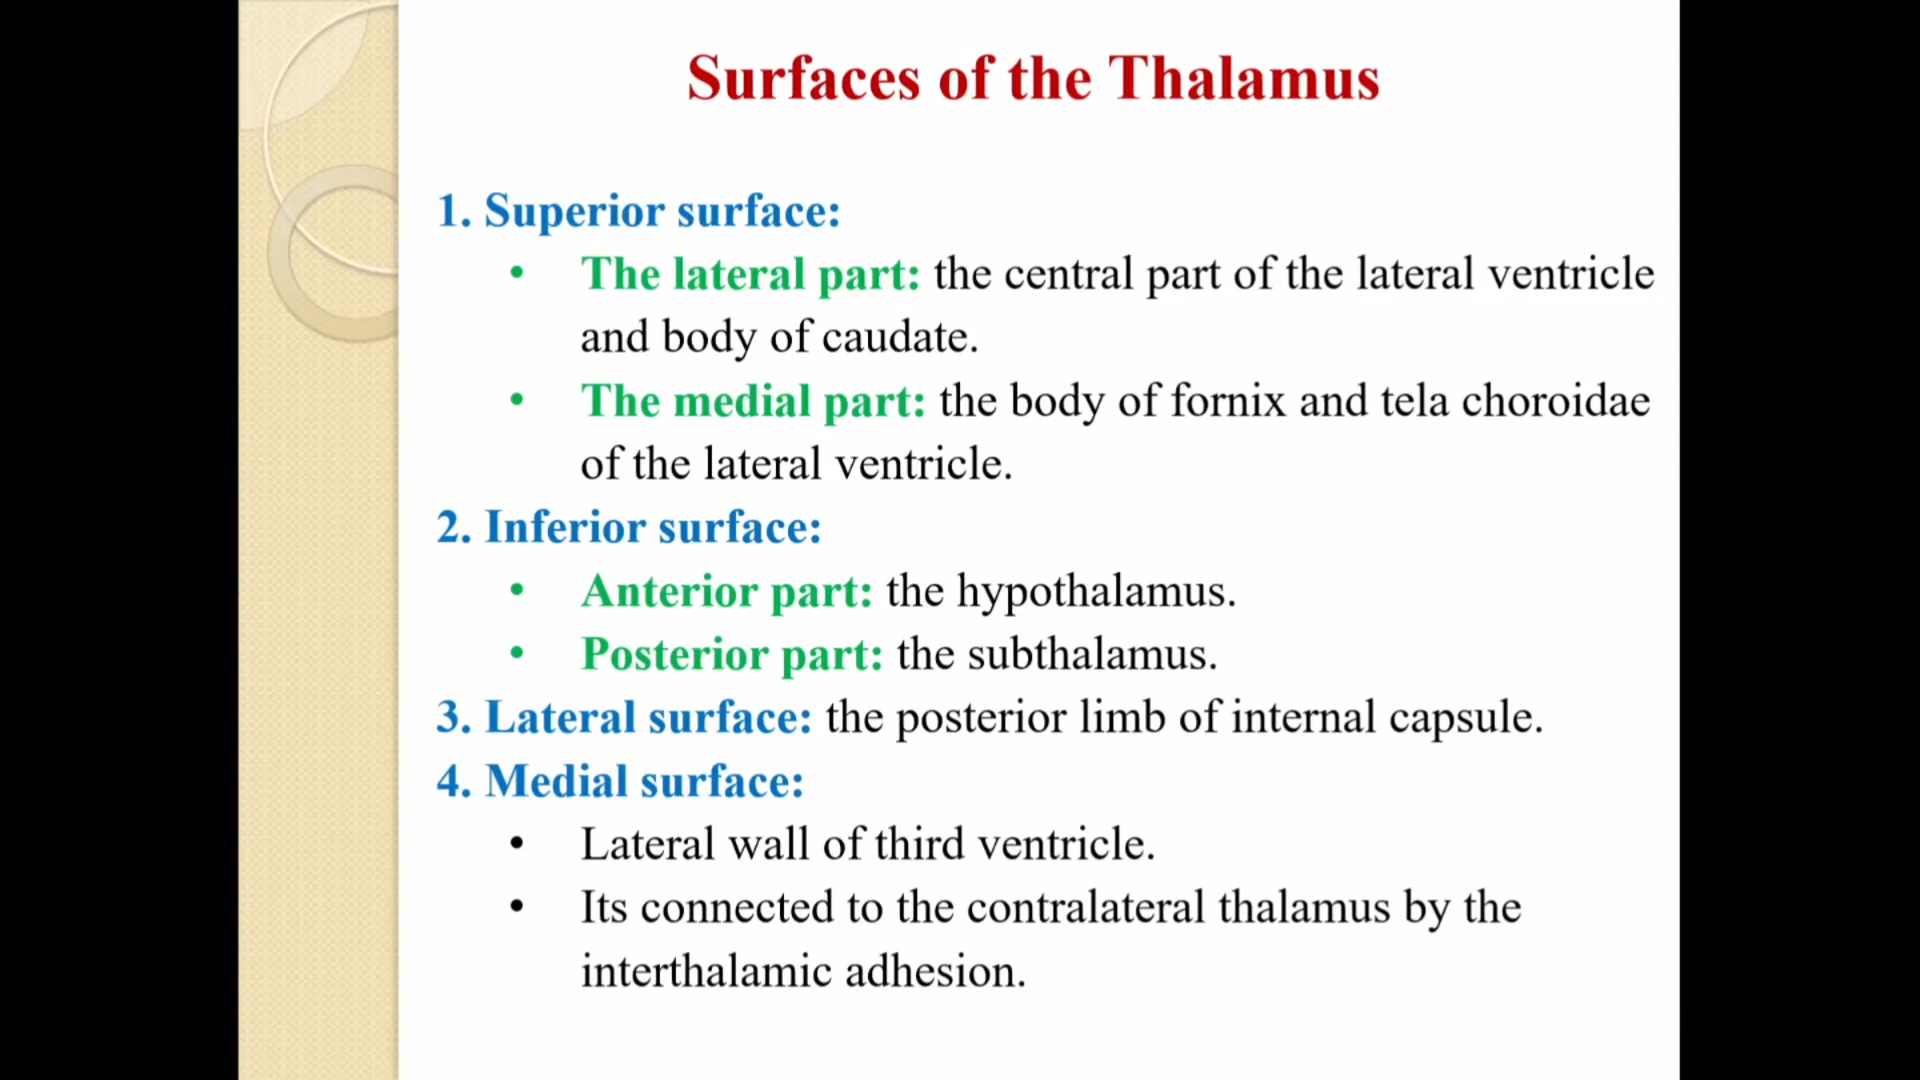 Surfaces of the Thalamus
1. Superior surface:
• The lateral part: the central part of the lateral ventricle
and body of caudate.
• The medial part: the body of fornix and tela choroidae
of the lateral ventricle.
2. Inferior surface:
• Anterior part: the hypothalamus.
• Posterior part: the subthalamus.
3. Lateral surface: the posterior limb of internal capsule.
4. Medial surface:
• Lateral wall of third ventricle.
• Its connected to the contralateral thalamus by the
interthalamic adhesion.